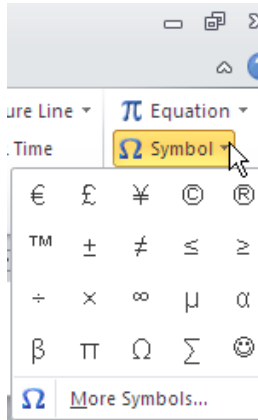 ure Line π Equation
Time Ω Symbol
€ £ ¥ © ®
™ ± ≠ ≤ ≥
÷ × ∞ µ α
β π Ω ∑ ☺
Ω More Symbols...